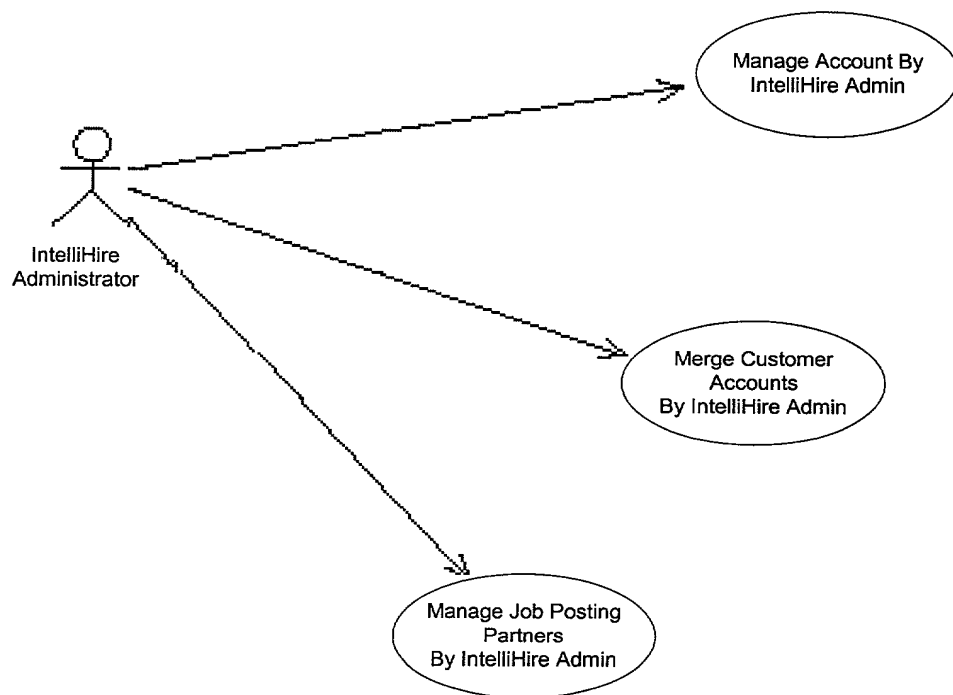 Manage Account By
IntelliHire Admin
IntelliHire
Administrator
Merge Customer
Accounts
By IntelliHire Admin
Manage Job Posting
Partners
By IntelliHire Admin